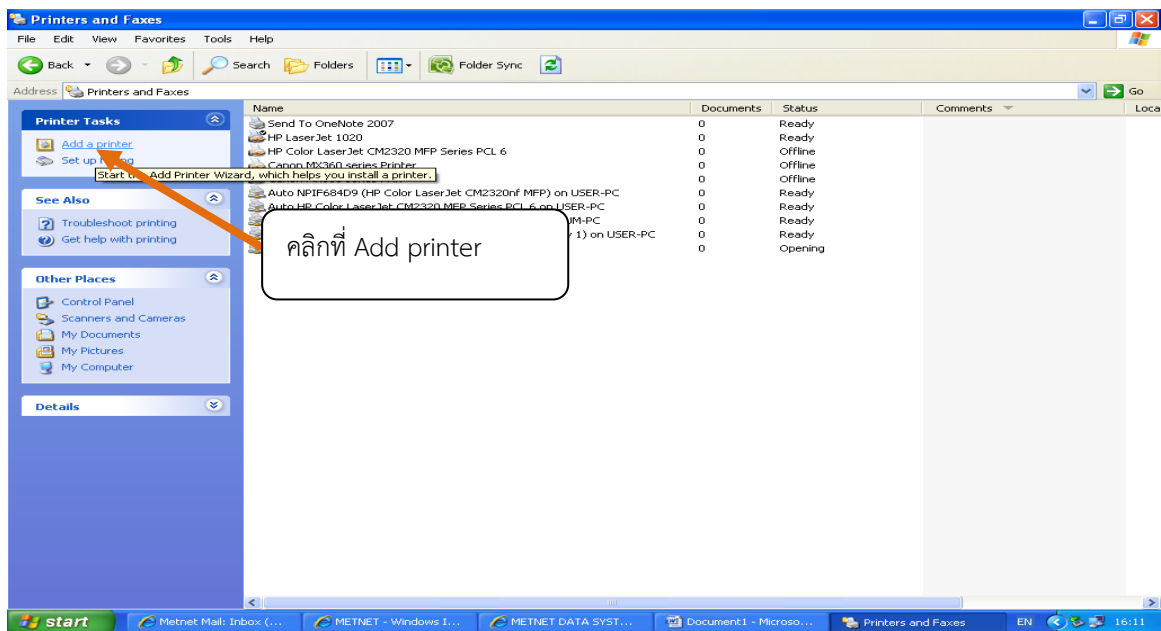 Printers and Faxes
File Edit View Favorites Tools Help
Back Search Folders Folder Sync
Address Printers and Faxes Go
Name Documents Status Comments Loca
Printer Tasks
Add a printer
Set up
Start Add Printer Wizard, which helps you install a printer.
See Also
Troubleshoot printing
Get help with printing
Other Places
Control Panel
Scanners and Cameras
My Documents
My Pictures
My Computer
Details
Send To OneNote 2007 0 Ready
HP LaserJet 1020 0 Ready
HP Color LaserJet CM2320 MFP Series PCL 6 0 Offline
Canon MX360 series Printer 0 Offline
0 Offline
Auto NPIF684D9 (HP Color LaserJet CM2320nf MFP) on USER-PC 0 Ready
Auto HP Color LaserJet CM2320 MFP Series PCL 6 on USER-PC 0 Ready
0 Ready
1) on USER-PC 0 Ready
0 Opening
คลิกที่ Add printer
start Metnet Mail: Inbox (... METNET - Windows I... METNET DATA SYST... Document1 - Microso... Printers and Faxes EN 16:11